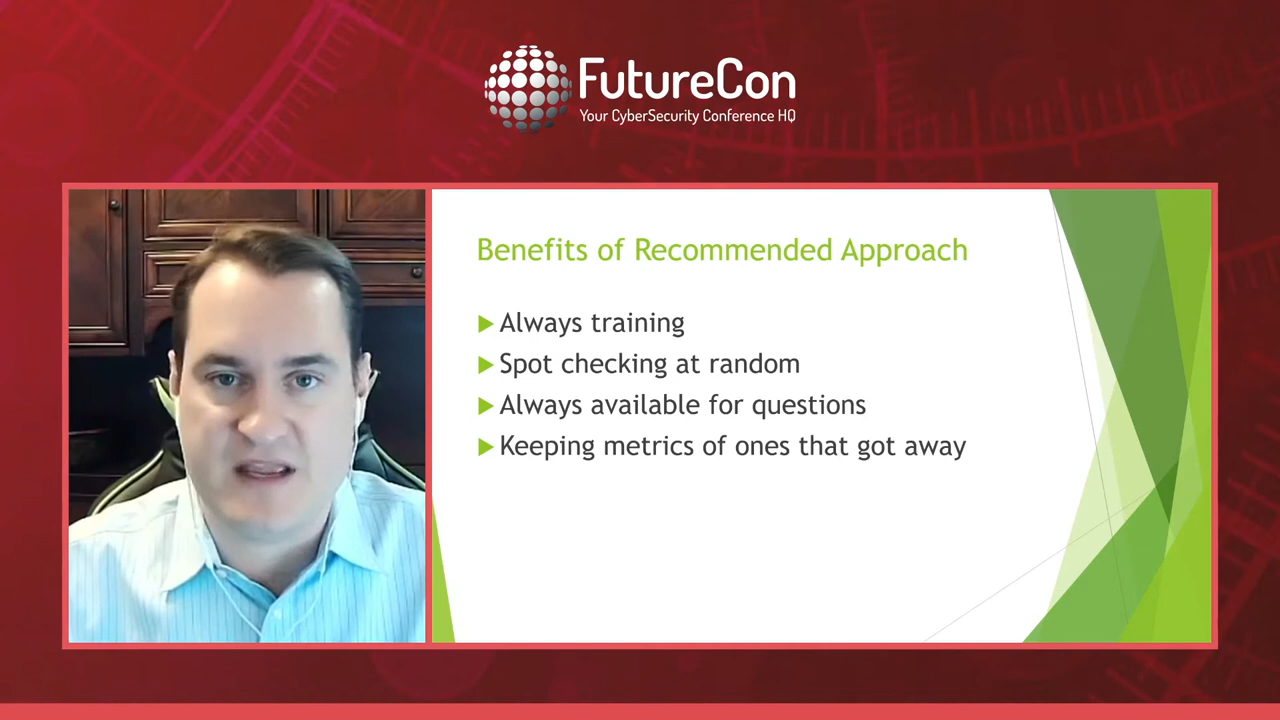 FutureCon
Your CyberSecurity Conference HQ
Benefits of Recommended Approach
Always training
Spot checking at random
Always available for questions
Keeping metrics of ones that got away